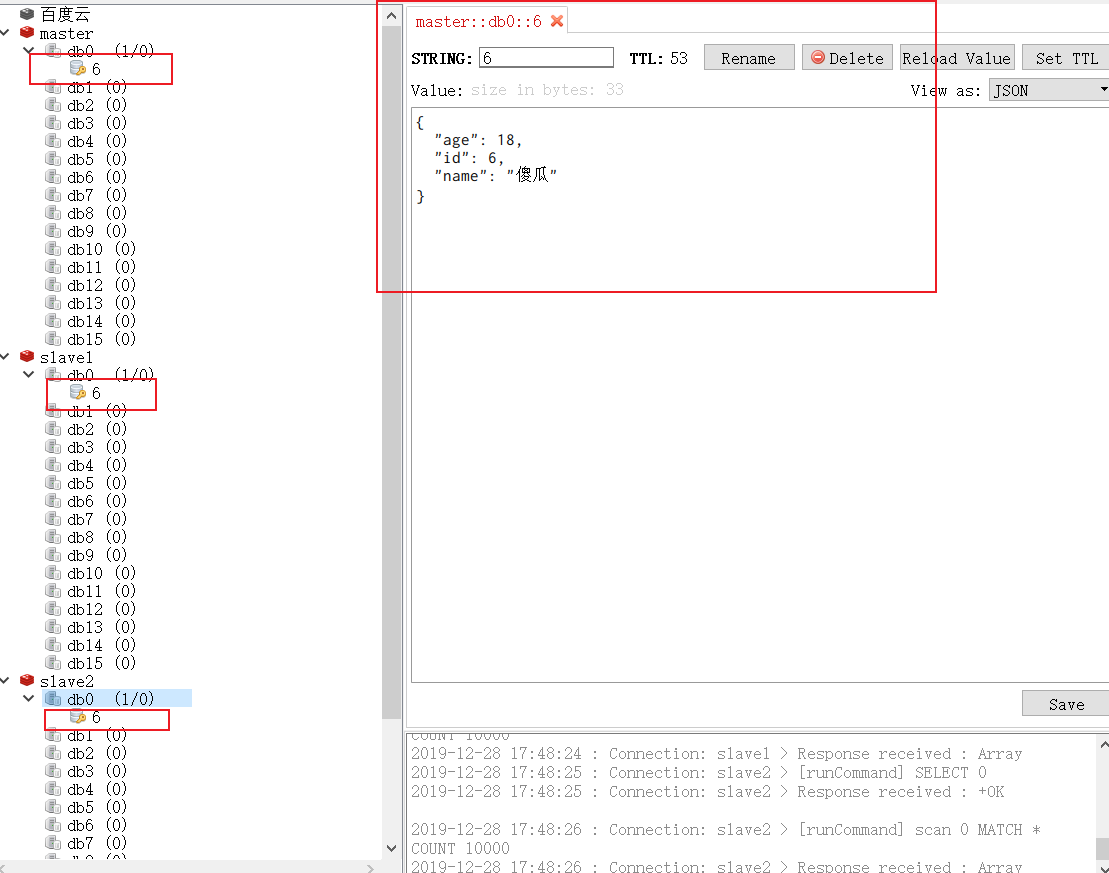 百度云
master
db0 (1/0)
6
db1 (0)
db2 (0)
db3 (0)
db4 (0)
db5 (0)
db6 (0)
db7 (0)
db8 (0)
db9 (0)
db10 (0)
db11 (0)
db12 (0)
db13 (0)
db14 (0)
db15 (0)
slave1
db0 (1/0)
6
db1 (0)
db2 (0)
db3 (0)
db4 (0)
db5 (0)
db6 (0)
db7 (0)
db8 (0)
db9 (0)
db10 (0)
db11 (0)
db12 (0)
db13 (0)
db14 (0)
db15 (0)
slave2
db0 (1/0)
6
db1 (0)
db2 (0)
db3 (0)
db4 (0)
db5 (0)
db6 (0)
db7 (0)
master::db0::6
STRING: 6 TTL: 53 Rename Delete Reload Value Set TTL
Value: size in bytes: 33 View as: JSON
{
"age": 18,
"id": 6,
"name": "傻瓜"
}
Save
COUNT 10000
2019-12-28 17:48:24 : Connection: slave1 > Response received : Array
2019-12-28 17:48:25 : Connection: slave2 > [runCommand] SELECT 0
2019-12-28 17:48:25 : Connection: slave2 > Response received : +OK
2019-12-28 17:48:26 : Connection: slave2 > [runCommand] scan 0 MATCH *
COUNT 10000
2019-12-28 17:48:26 : Connection: slave2 > Response received : Array